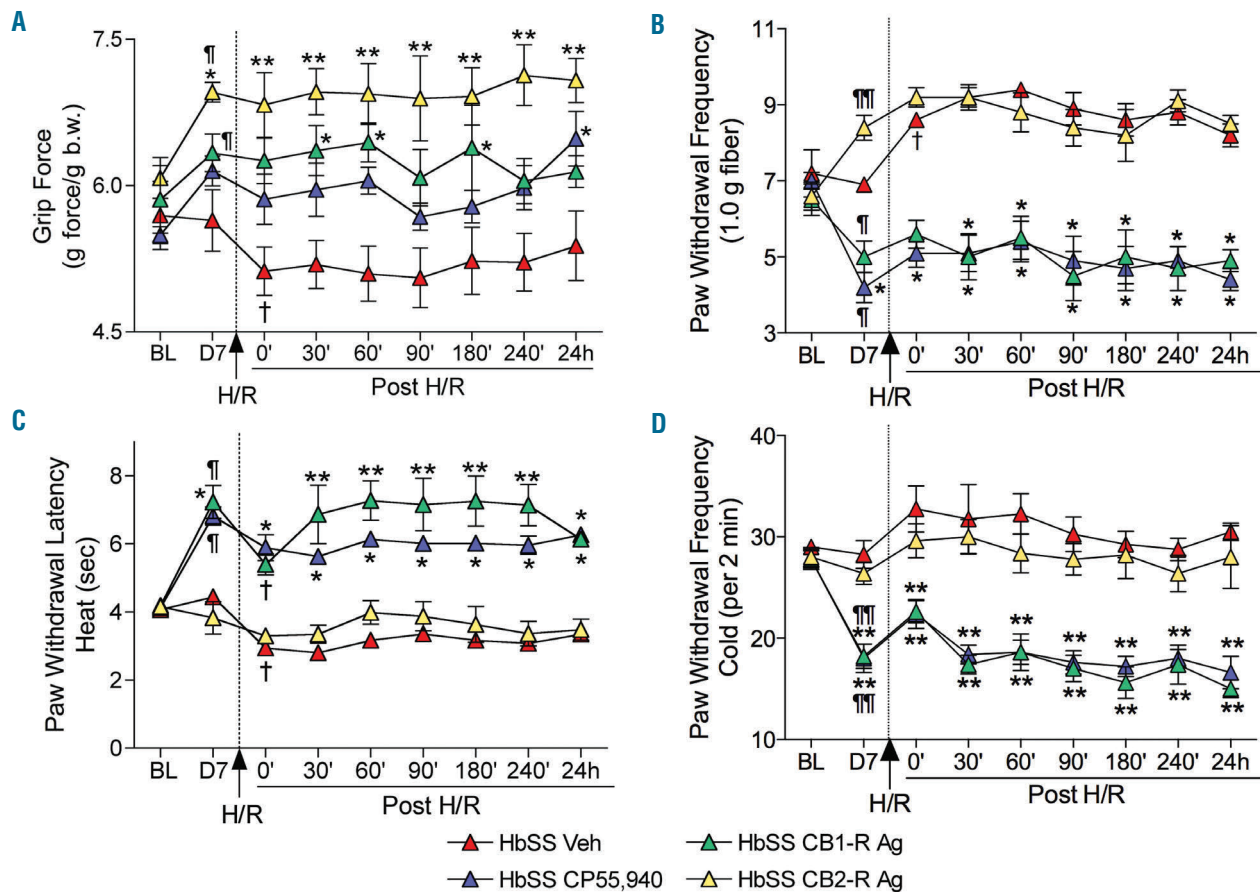 A
Grip Force
(g force/g b.w.)
7.5
6.0
4.5
¶
*
¶
** ** ** ** ** ** **
* * * *
†
BL D7 0' 30' 60' 90' 180' 240' 24h
H/R
Post H/R
B
Paw Withdrawal Frequency
(1.0 g fiber)
11
9
7
5
3
¶¶
†
¶
* * * * * *
*
¶
* * * * * * *
BL D7 0' 30' 60' 90' 180' 240' 24h
H/R
Post H/R
C
Paw Withdrawal Latency
Heat (sec)
8
6
4
2
0
¶
*
¶
* ** ** ** ** ** *
* * * * * *
†
†
BL D7 0' 30' 60' 90' 180' 240' 24h
H/R
Post H/R
D
Paw Withdrawal Frequency
Cold (per 2 min)
40
30
20
10
¶¶
**
** ** ** ** ** ** **
** ** ** ** ** ** **
**
¶¶
BL D7 0' 30' 60' 90' 180' 240' 24h
H/R
Post H/R
HbSS Veh
HbSS CB1-R Ag
HbSS CP55,940
HbSS CB2-R Ag